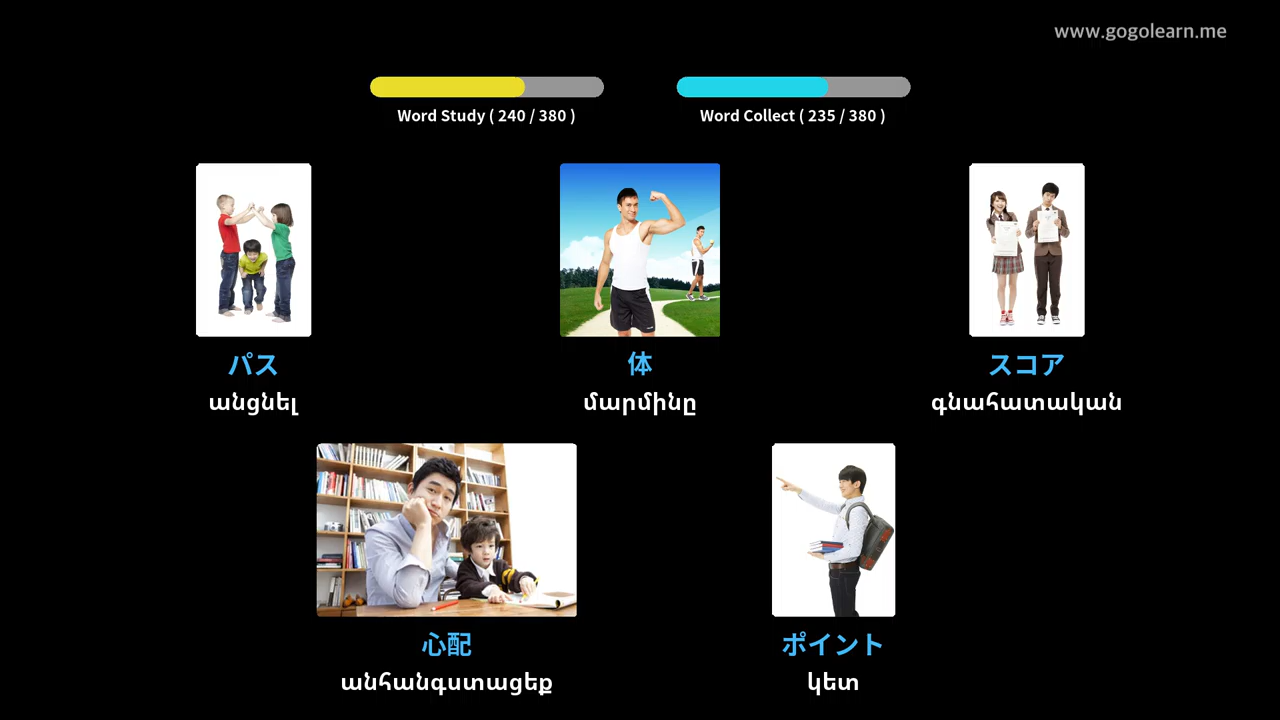 www.gogolearn.me
Word Study ( 240 / 380 )
Word Collect ( 235 / 380 )
パス
անցնել
体
մարմինը
スコア
գնահատական
心配
անհանգստացեք
ポイント
կետ